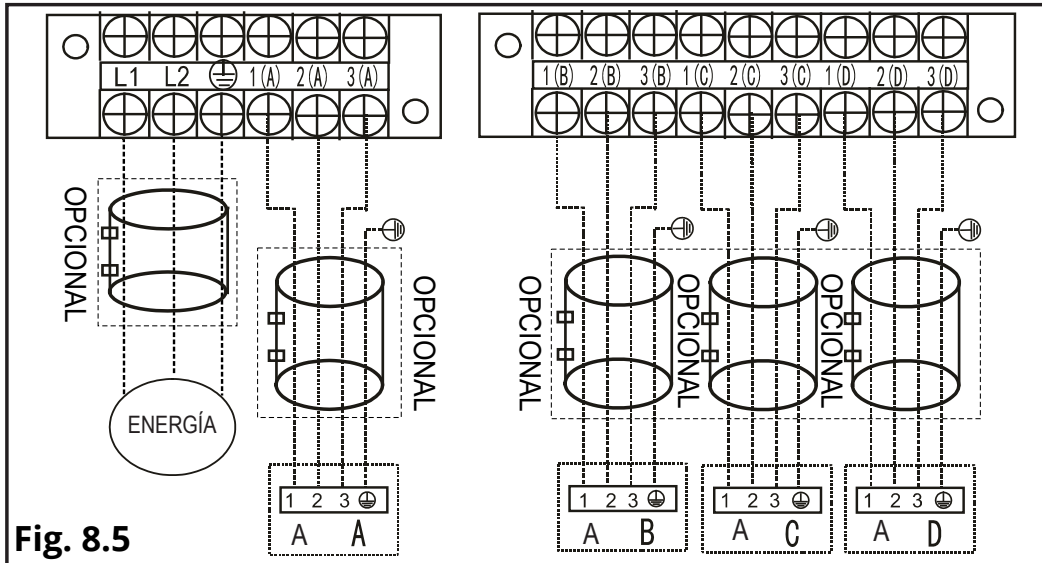 L1 L2 1(A) 2(A) 3(A)
1(B) 2(B) 3(B) 1(C) 2(C) 3(C) 1(D) 2(D) 3(D)
OPCIONAL
OPCIONAL
OPCIONAL
OPCIONAL
OPCIONAL
ENERGÍA
1 2 3
A A
1 2 3
A B
1 2 3
A C
1 2 3
A D
Fig. 8.5